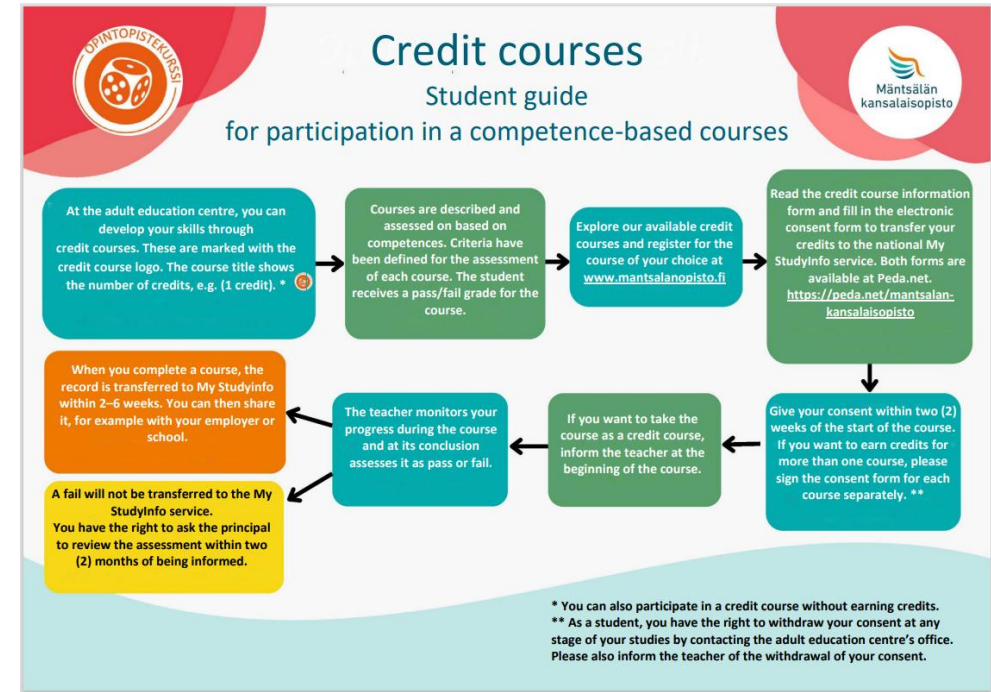 OPINTOPISTEKURSSI
Credit courses
Student guide
for participation in a competence-based courses
Mäntsälän
kansalaisopisto
At the adult education centre, you can
develop your skills through
credit courses. These are marked with the
credit course logo. The course title shows
the number of credits, e.g. (1 credit). *
Courses are described and
assessed on based on
competences. Criteria have
been defined for the assessment
of each course. The student
receives a pass/fail grade for the
course.
Explore our available credit
courses and register for the
course of your choice at
www.mantsalanopisto.fi
Read the credit course information
form and fill in the electronic
consent form to transfer your
credits to the national My
StudyInfo service. Both forms are
available at Peda.net.
https://peda.net/mantsalan-
kansalaisopisto
Give your consent within two (2)
weeks of the start of the course.
If you want to earn credits for
more than one course, please
sign the consent form for each
course separately. **
If you want to take the
course as a credit course,
inform the teacher at the
beginning of the course.
The teacher monitors your
progress during the course
and at its conclusion
assesses it as pass or fail.
When you complete a course, the
record is transferred to My Studyinfo
within 2–6 weeks. You can then share
it, for example with your employer or
school.
A fail will not be transferred to the My
StudyInfo service.
You have the right to ask the principal
to review the assessment within two
(2) months of being informed.
* You can also participate in a credit course without earning credits.
** As a student, you have the right to withdraw your consent at any
stage of your studies by contacting the adult education centre's office.
Please also inform the teacher of the withdrawal of your consent.